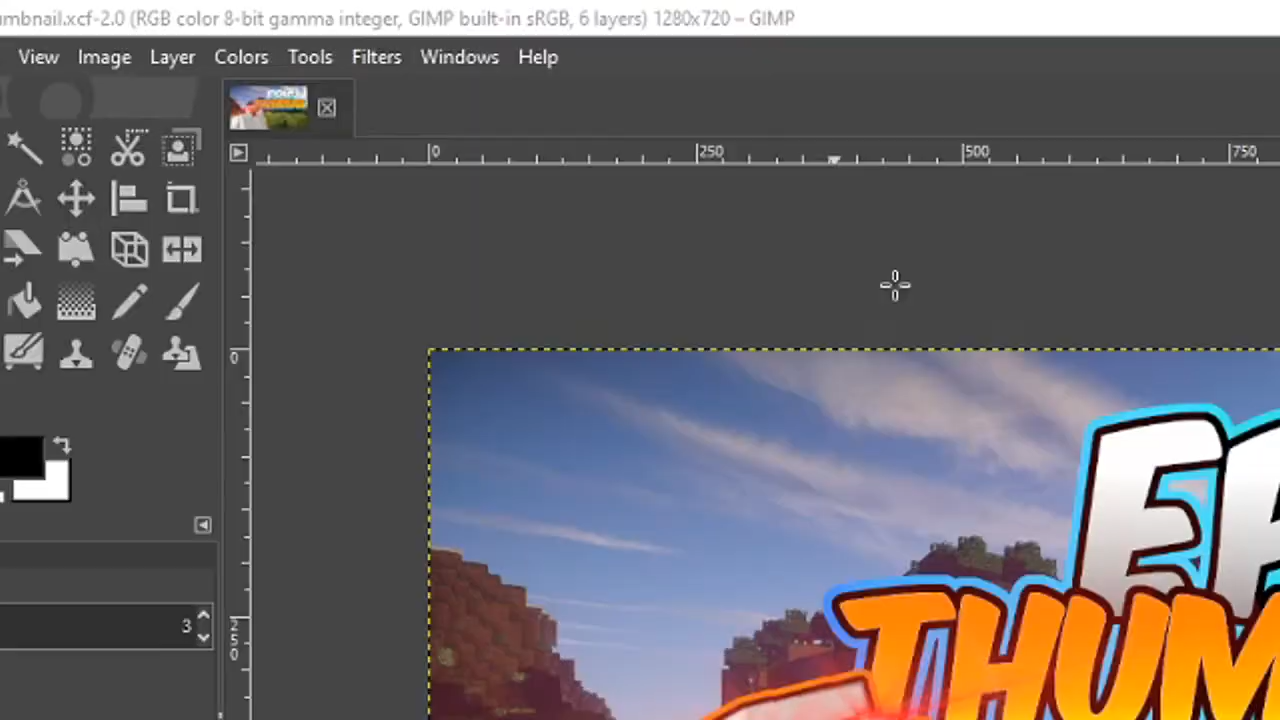 umbnail.xcf-2.0 (RGB color 8-bit gamma integer, GIMP built-in sRGB, 6 layers) 1280x720 – GIMP
View Image Layer Colors Tools Filters Windows Help
0 250 500 750
0
250
3
THUM